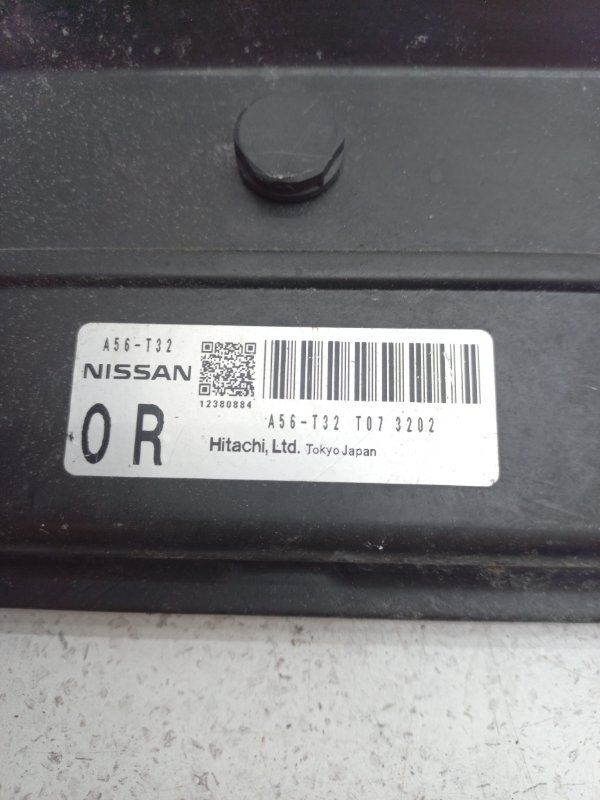 A56-T32
NISSAN
12380884
A56-T32 T07 3202
0R
Hitachi, Ltd. Tokyo Japan